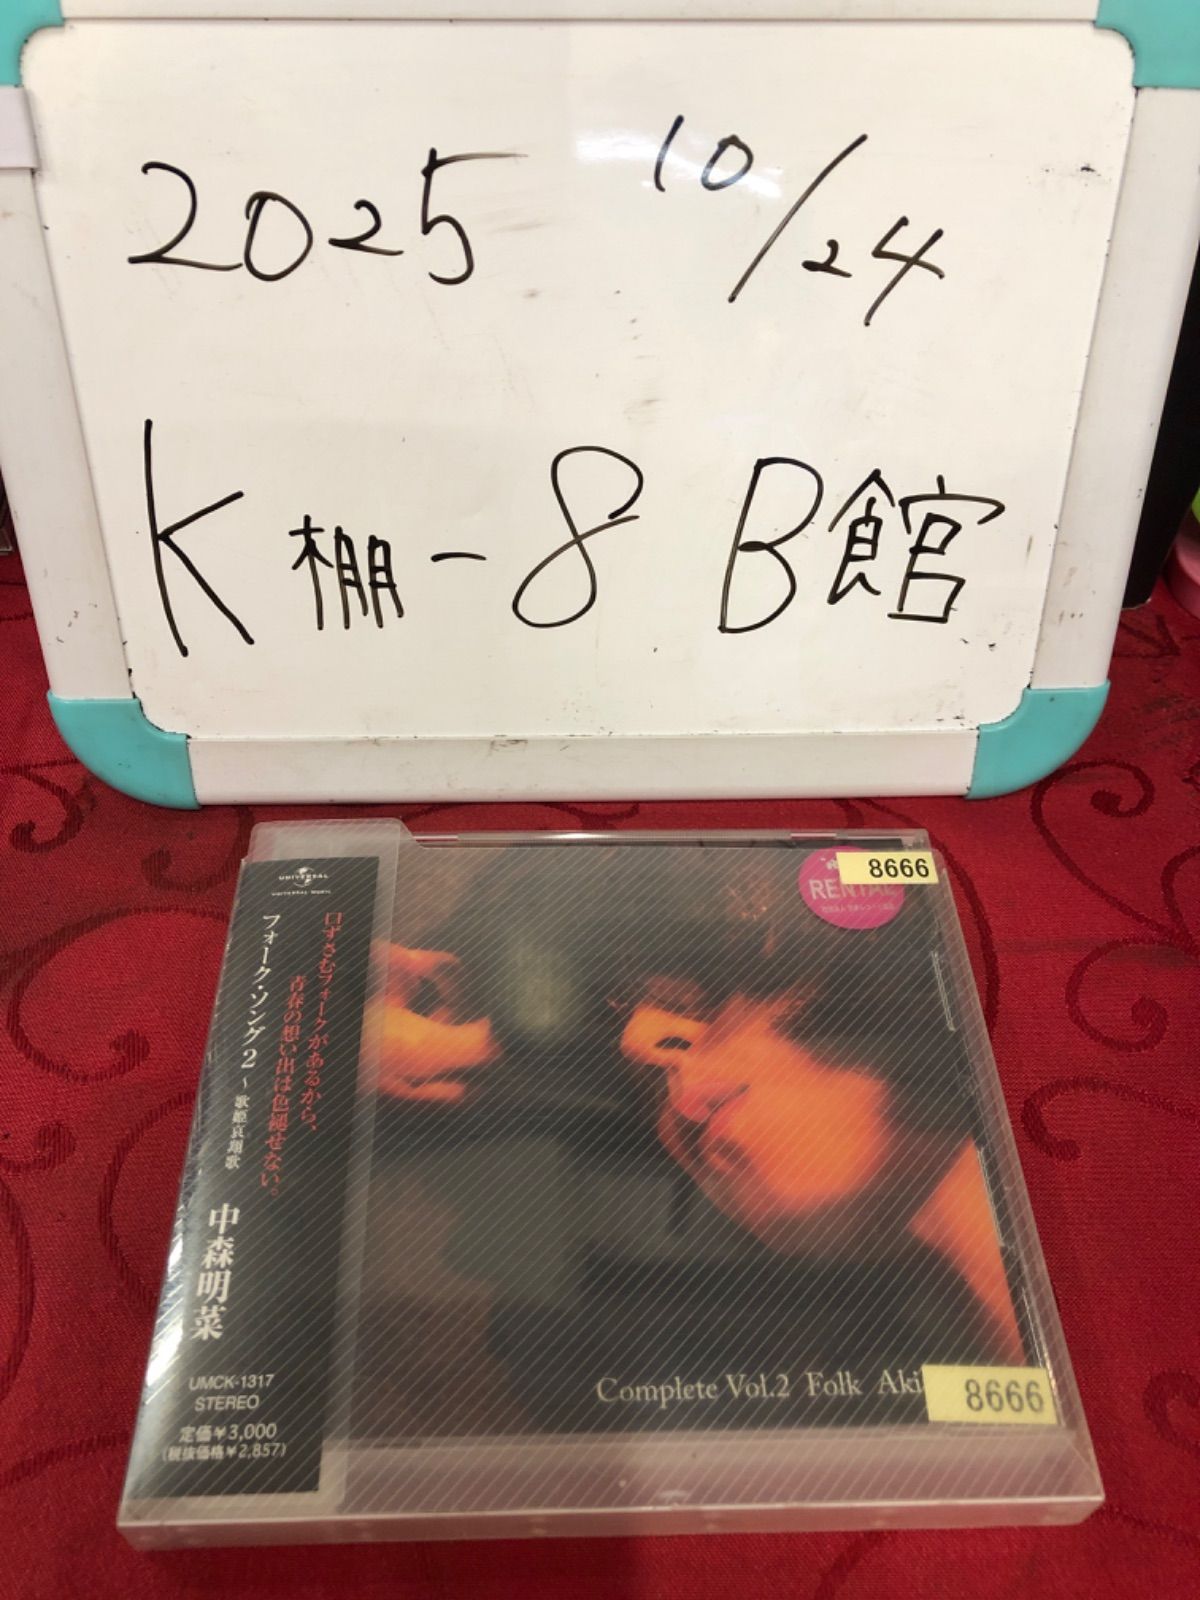 2025 10/24
K棚-8 B館
UNIVERSAL
UNIVERSAL MUSIC
口ずさむフォークがあるから、
青春の想い出は色褪せない。
フォーク・ソング2〜歌姫哀翔歌
中森明菜
UMCK-1317
STEREO
定価¥3,000
(税抜価格¥2,857)
RENTAL
8666
Complete Vol.2 Folk Aki
8666